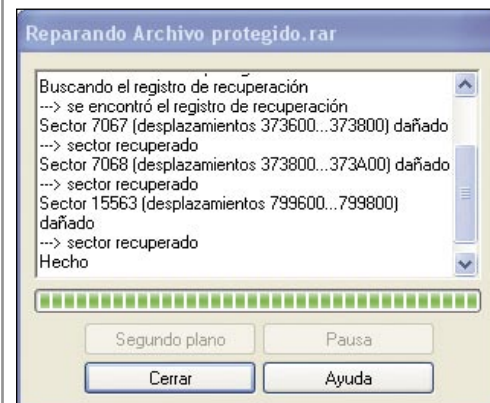 Reparando Archivo protegido.rar
Buscando el registro de recuperación
---> se encontró el registro de recuperación
Sector 7067 (desplazamientos 373600...373800) dañado
---> sector recuperado
Sector 7068 (desplazamientos 373800...373A00) dañado
---> sector recuperado
Sector 15563 (desplazamientos 799600...799800)
dañado
---> sector recuperado
Hecho
Segundo plano
Pausa
Cerrar
Ayuda